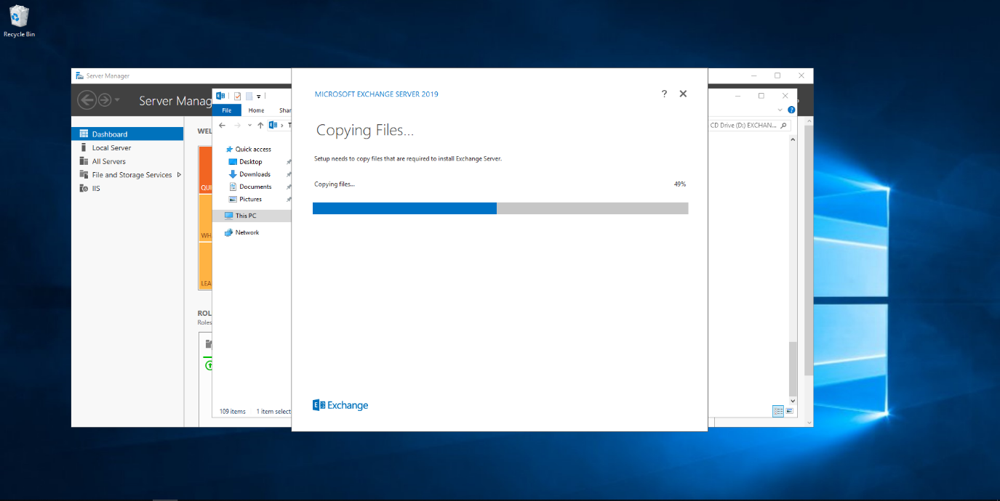 Recycle Bin
Server Manager
Server Manag
Dashboard
Local Server
All Servers
File and Storage Services
IIS
WEL
QUI
WH
LEA
ROL
Roles
File
Home
Shar
T
CD Drive (D:) EXCHAN...
Quick access
Desktop
Downloads
Documents
Pictures
This PC
Network
109 items
1 item select
MICROSOFT EXCHANGE SERVER 2019
?
Copying Files...
Setup needs to copy files that are required to install Exchange Server.
Copying files...
49%
Exchange